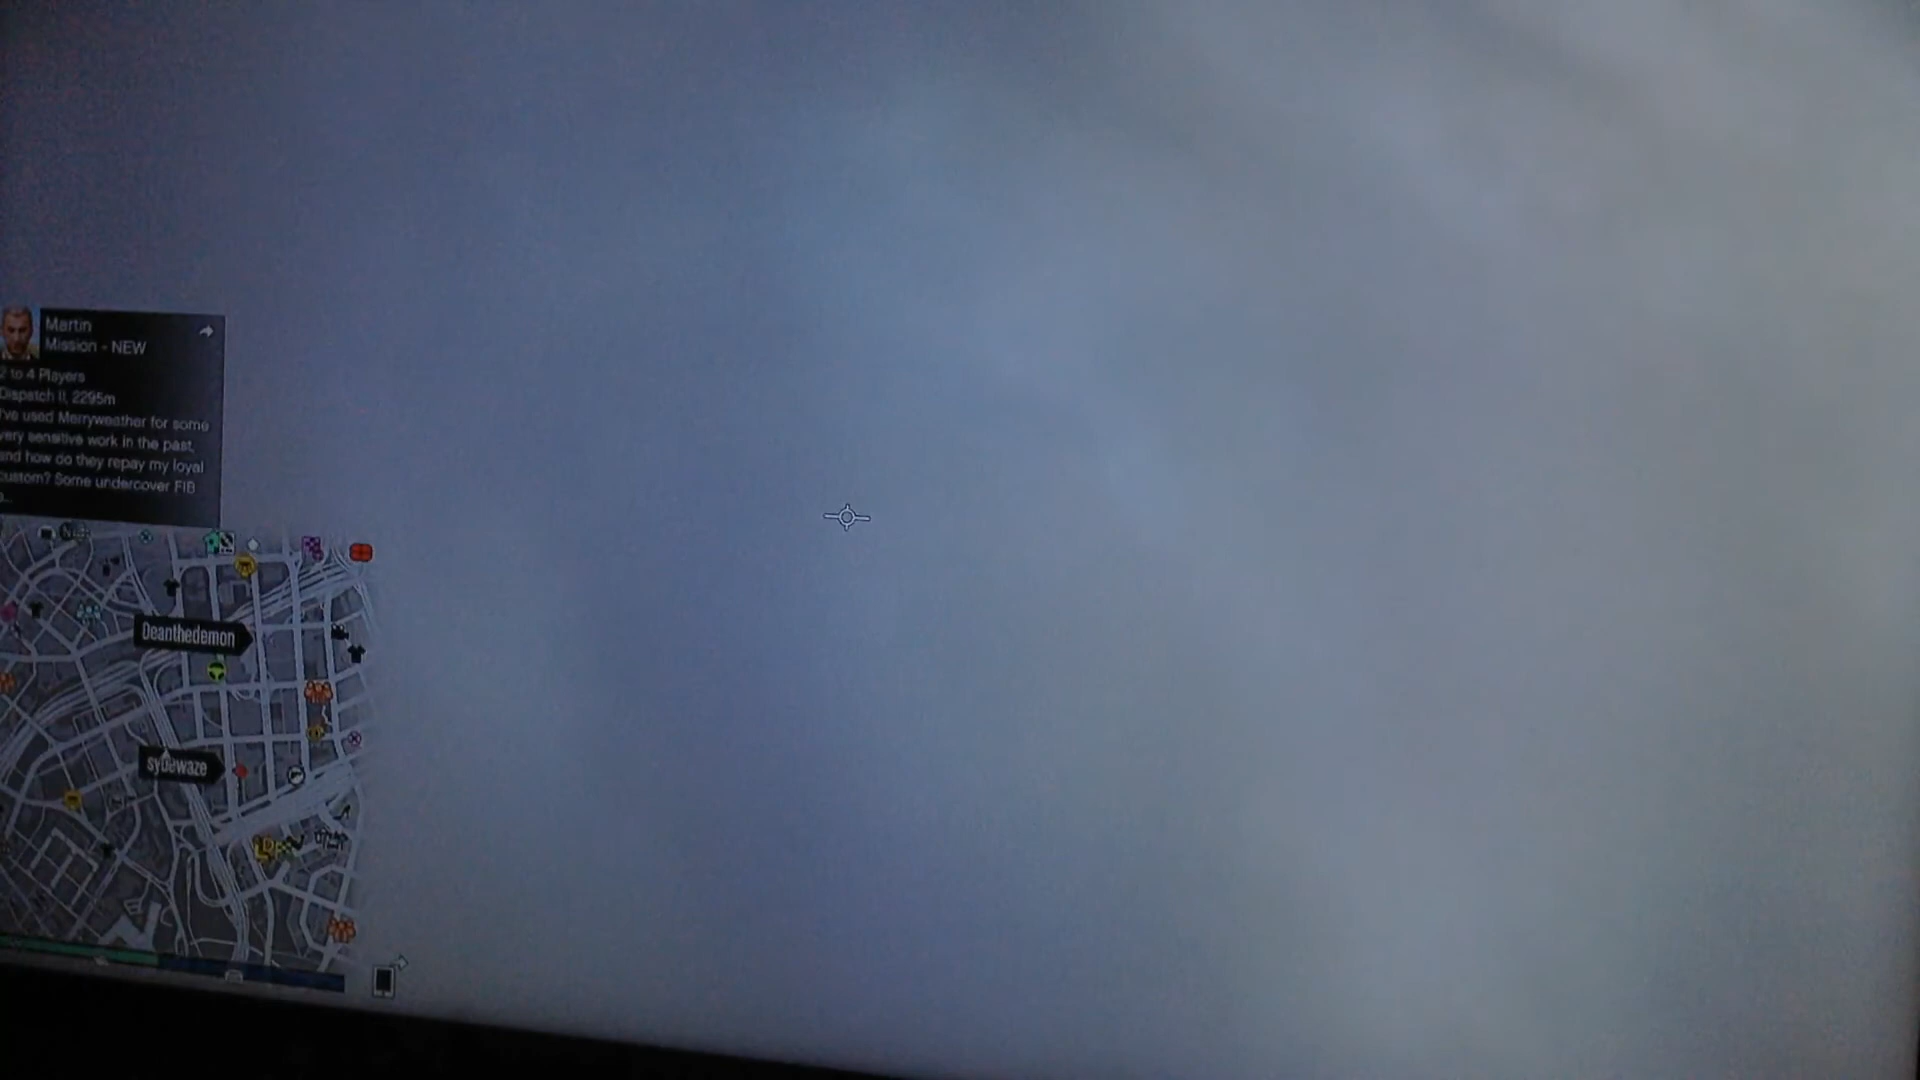 Martin
Mission - NEW
2 to 4 Players
Dispatch II, 2295m
I've used Merryweather for some
very sensitive work in the past,
and how do they repay my loyal
custom? Some undercover FIB
Deanthedemon
sydewaze